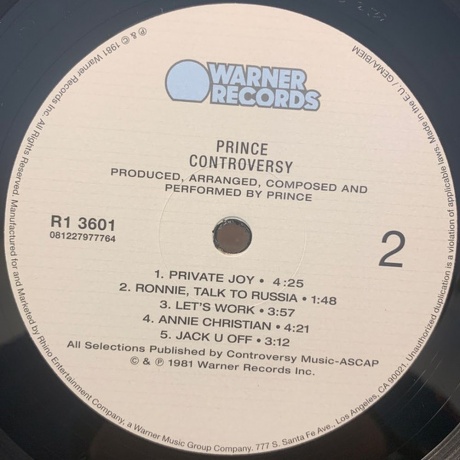 WARNER
RECORDS
PRINCE
CONTROVERSY
PRODUCED, ARRANGED, COMPOSED AND
PERFORMED BY PRINCE
R1 3601
081227977764
2
1. PRIVATE JOY • 4:25
2. RONNIE, TALK TO RUSSIA • 1:48
3. LET'S WORK • 3:57
4. ANNIE CHRISTIAN • 4:21
5. JACK U OFF • 3:12
All Selections Published by Controversy Music-ASCAP
© & ℗ 1981 Warner Records Inc.
℗ & © 1981 Warner Records Inc. All Rights Reserved. Manufactured for and Marketed by Rhino Entertainment Company, a Warner Music Group Company. 777 S. Santa Fe Ave., Los Angeles, CA 90021. Unauthorized duplication is a violation of applicable laws. Made in the E.U. / GEMA/BIEM